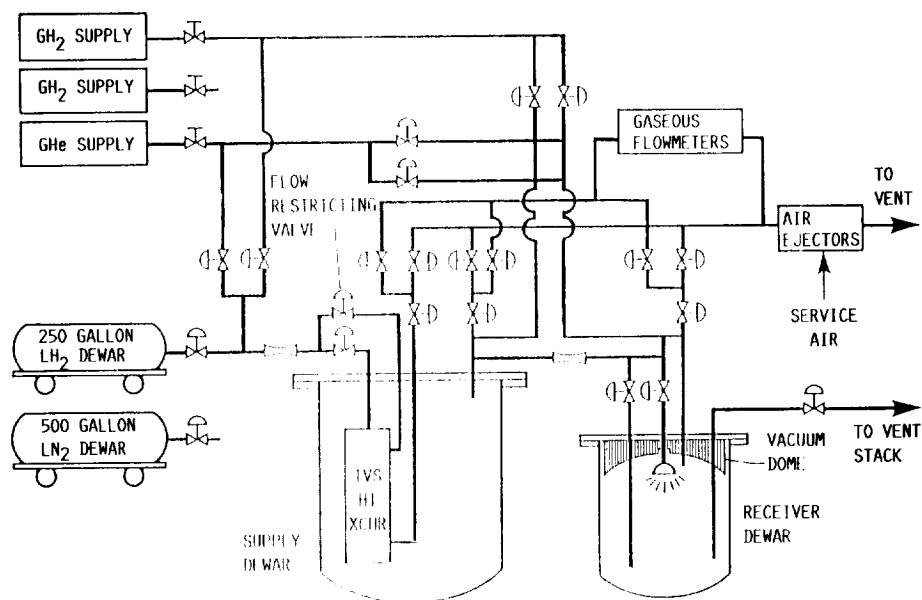 GH2 SUPPLY
GH2 SUPPLY
GHe SUPPLY
FLOW
RESTRICTING
VALVE
GASEOUS
FLOWMETERS
TO
VENT
AIR
EJECTORS
SERVICE
AIR
250 GALLON
LH2 DEWAR
500 GALLON
LN2 DEWAR
TVS
HT
XCHR
SUPPLY
DEWAR
VACUUM
DOME
TO VENT
STACK
RECEIVER
DEWAR